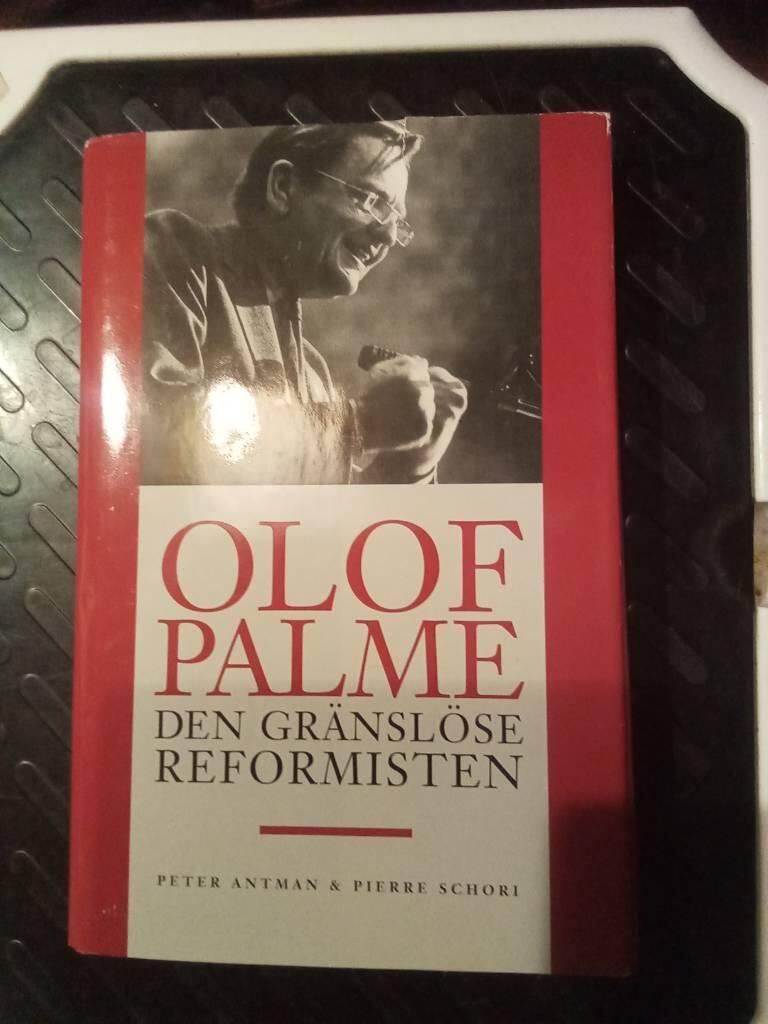 OLOF
PALME
DEN GRÄNSLÖSE
REFORMISTEN
PETER ANTMAN & PIERRE SCHORI